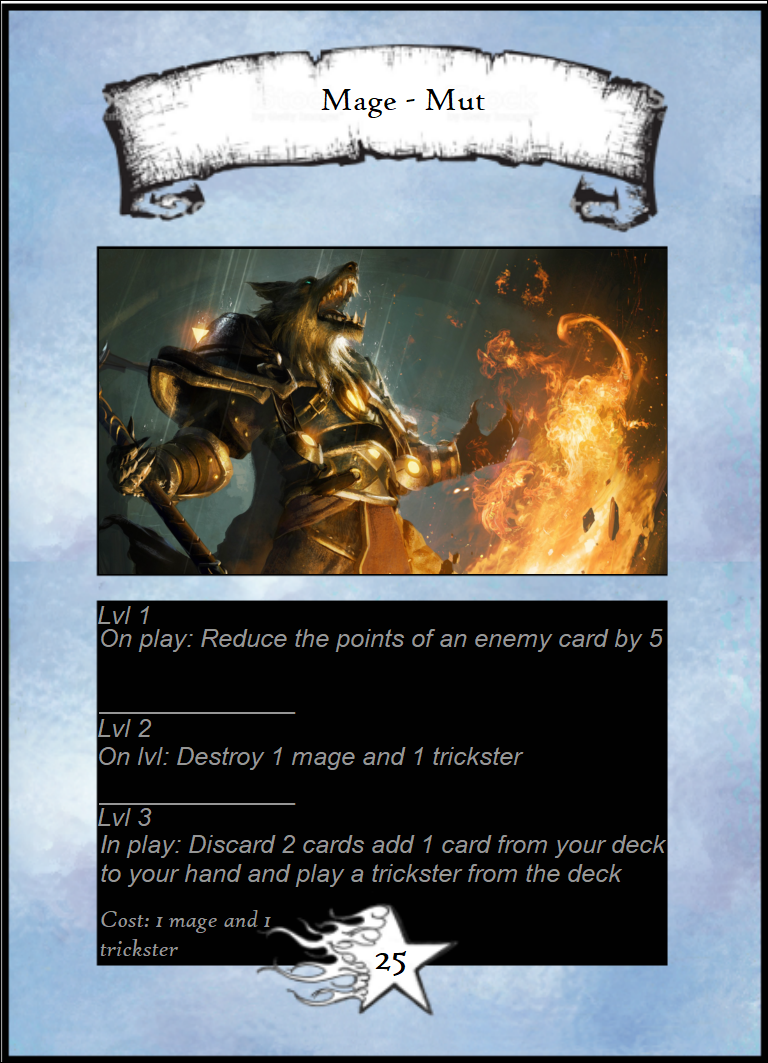 Mage - Mut
Lvl 1
On play: Reduce the points of an enemy card by 5
Lvl 2
On lvl: Destroy 1 mage and 1 trickster
Lvl 3
In play: Discard 2 cards add 1 card from your deck
to your hand and play a trickster from the deck
Cost: 1 mage and 1
trickster
25